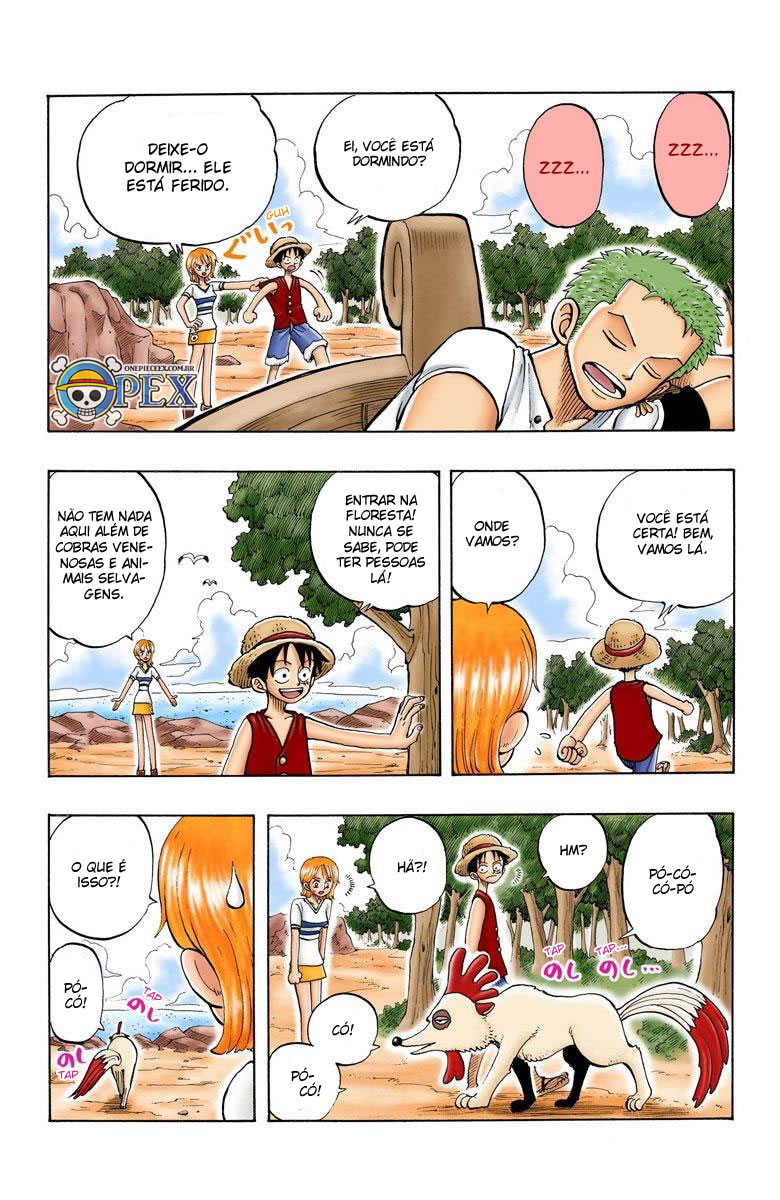 ZZZ...
ZZZ...
EI, VOCÊ ESTÁ
DORMINDO?
DEIXE-O
DORMIR... ELE
ESTÁ FERIDO.
GUH
ぐいっ
ONEPIECEEX.COM.BR
OPEX
VOCÊ ESTÁ
CERTA! BEM,
VAMOS LÁ.
ONDE
VAMOS?
ENTRAR NA
FLORESTA!
NUNCA SE
SABE, PODE
TER PESSOAS
LÁ!
NÃO TEM NADA
AQUI ALÉM DE
COBRAS VENE-
NOSAS E ANI-
MAIS SELVA-
GENS.
PÓ-CÓ-
CÓ-PÓ
HM?
HÃ?!
TAP
TAP...
のし
のし...
CÓ!
PÓ-
CÓ!
O QUE É
ISSO?!
PÓ-
CÓ!
TAP
のし
のし
TAP